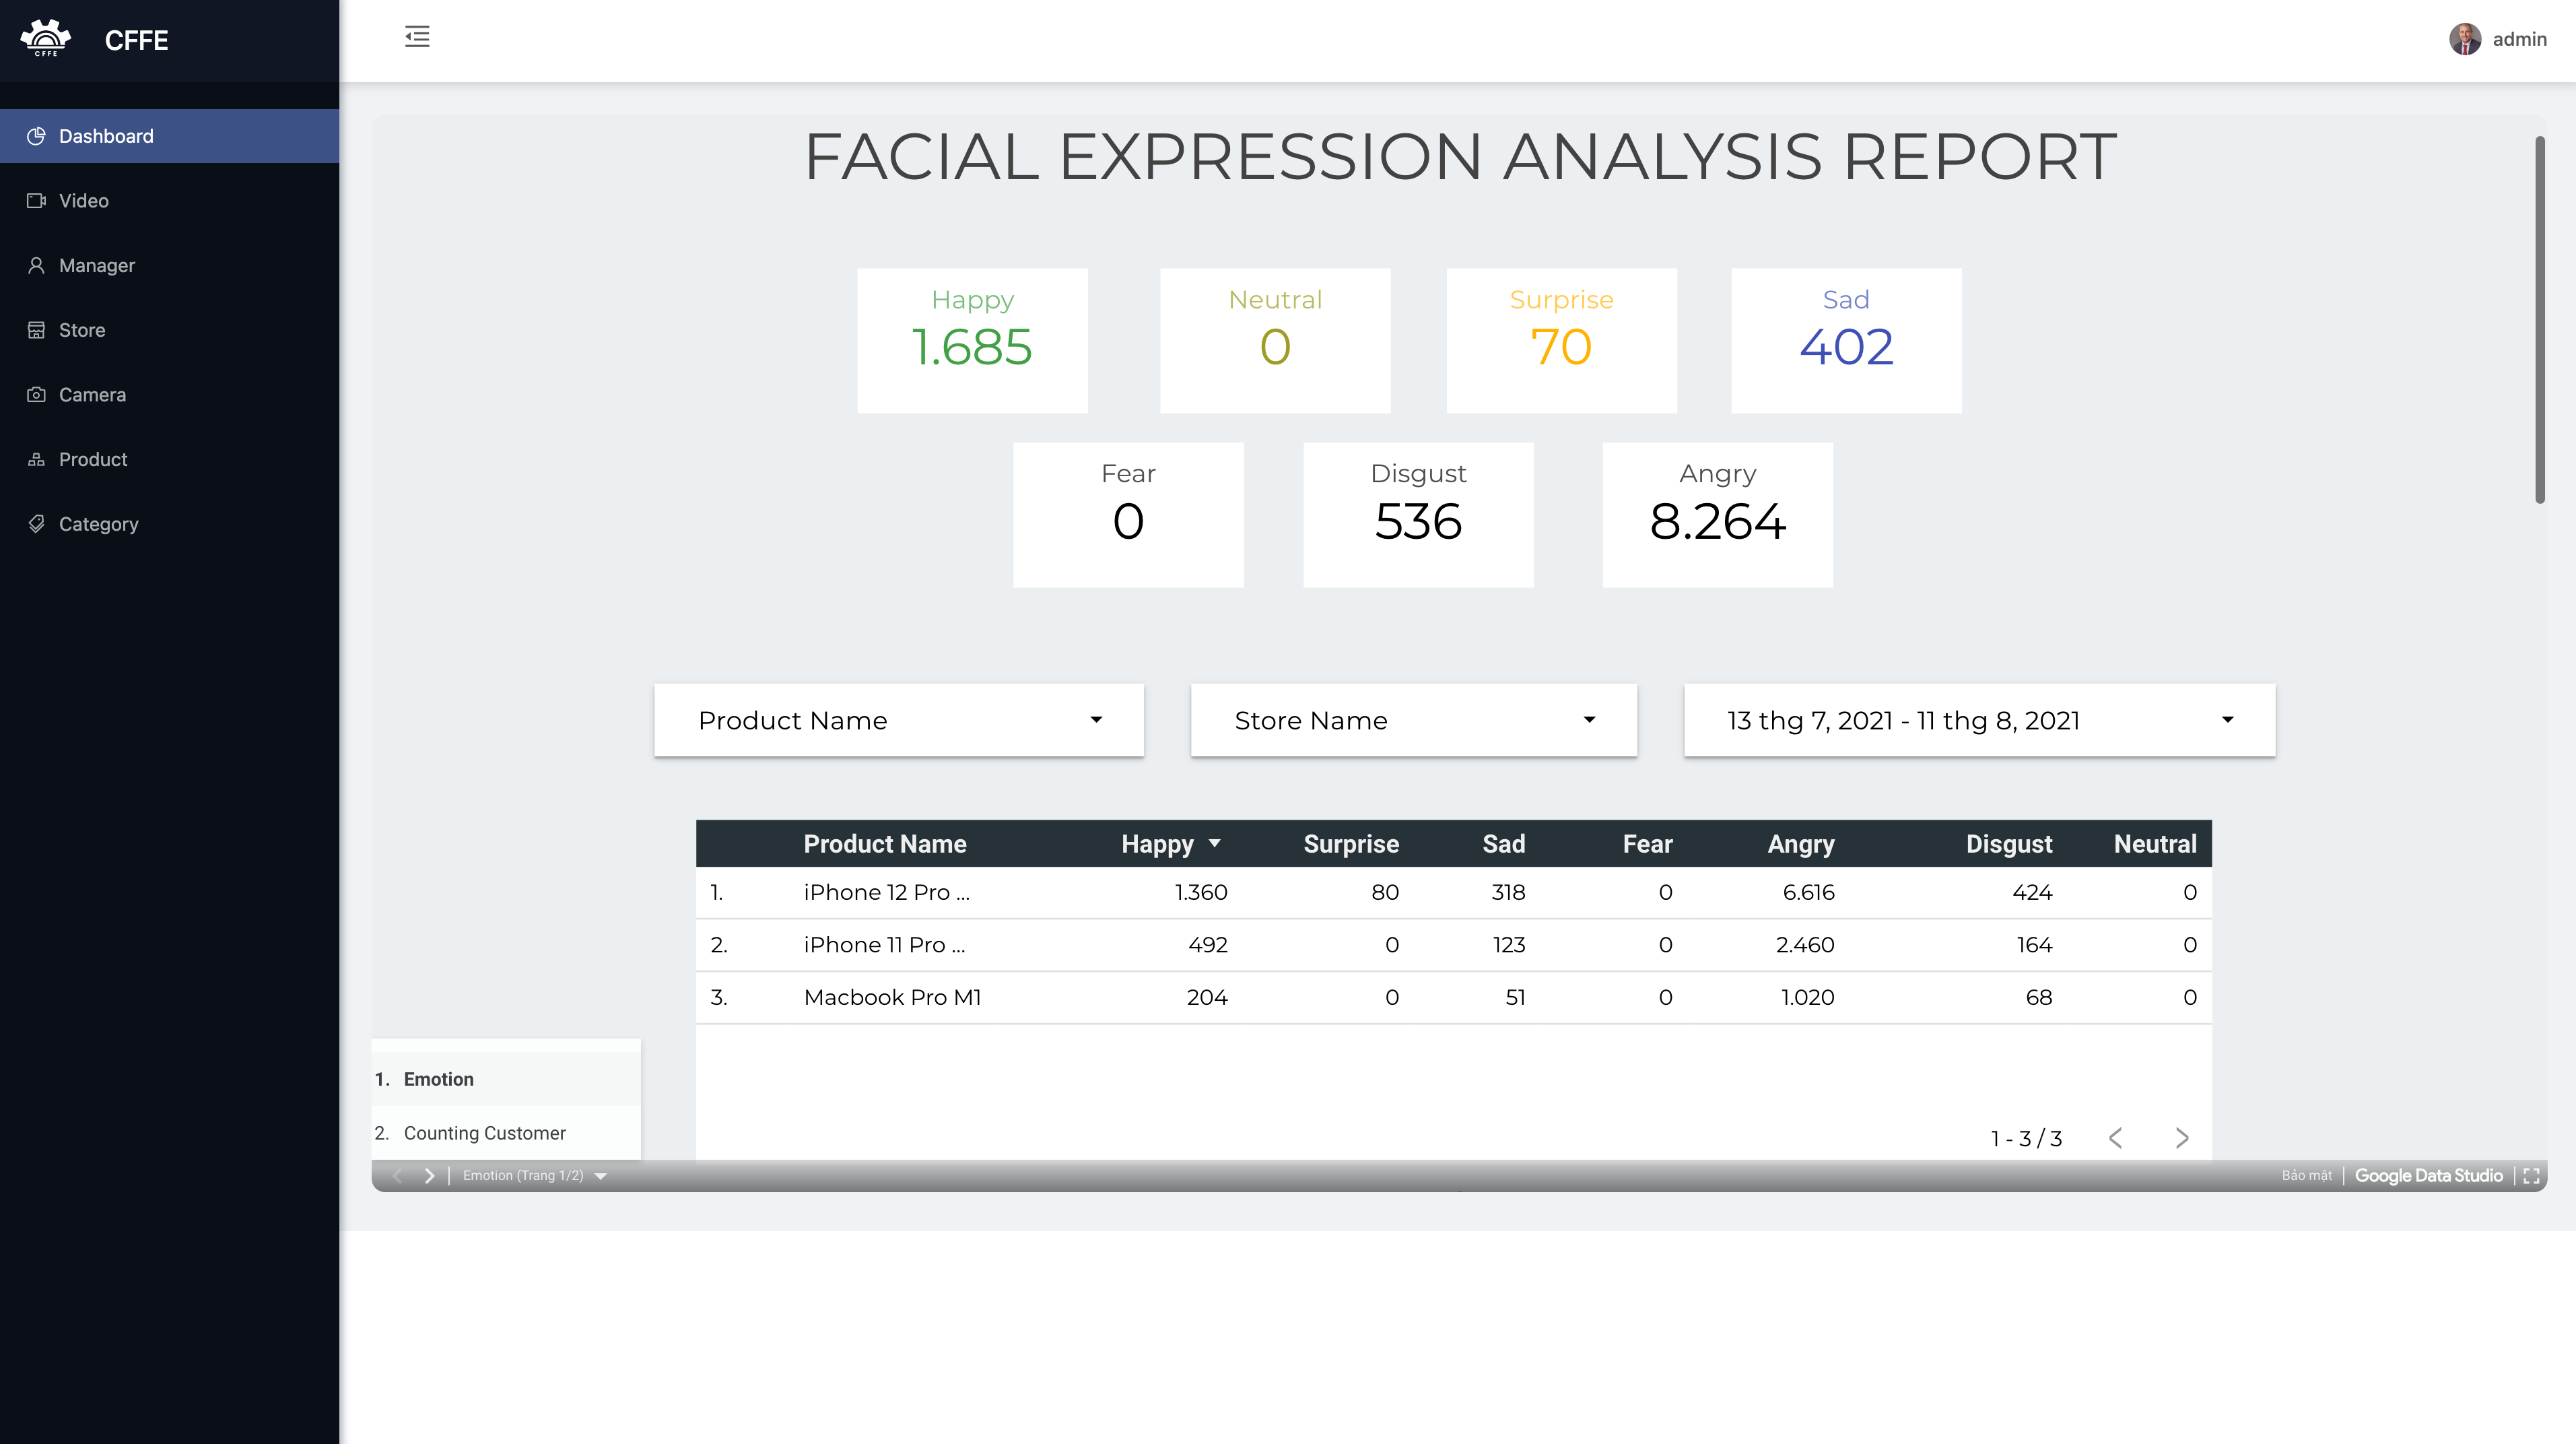 CFFE
CFFE
admin
Dashboard
Video
Manager
Store
Camera
Product
Category
FACIAL EXPRESSION ANALYSIS REPORT
Happy Neutral Surprise Sad
1.685 0 70 402
Fear Disgust Angry
0 536 8.264
Product Name Store Name 13 thg 7, 2021 - 11 thg 8, 2021
Product Name Happy Surprise Sad Fear Angry Disgust Neutral
1. iPhone 12 Pro ... 1.360 80 318 0 6.616 424 0
2. iPhone 11 Pro ... 492 0 123 0 2.460 164 0
3. Macbook Pro M1 204 0 51 0 1.020 68 0
1. Emotion
2. Counting Customer
1 - 3 / 3
Emotion (Trang 1/2) Bảo mật Google Data Studio